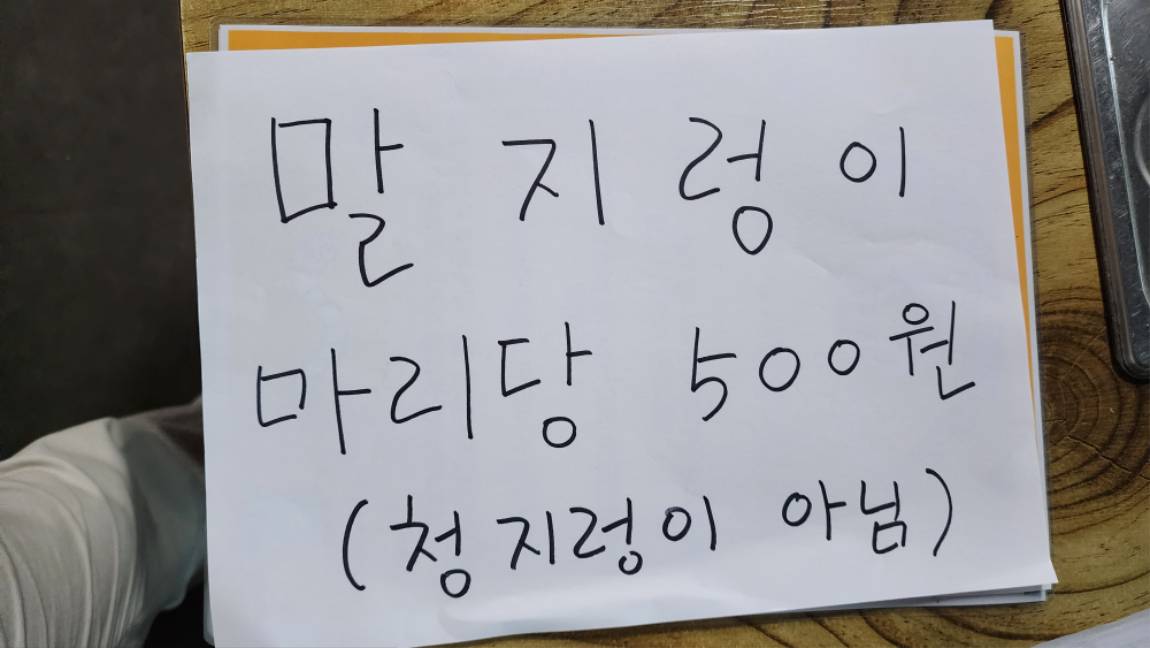 말 지 렁 이
마리당 500원
(청지렁이 아님)